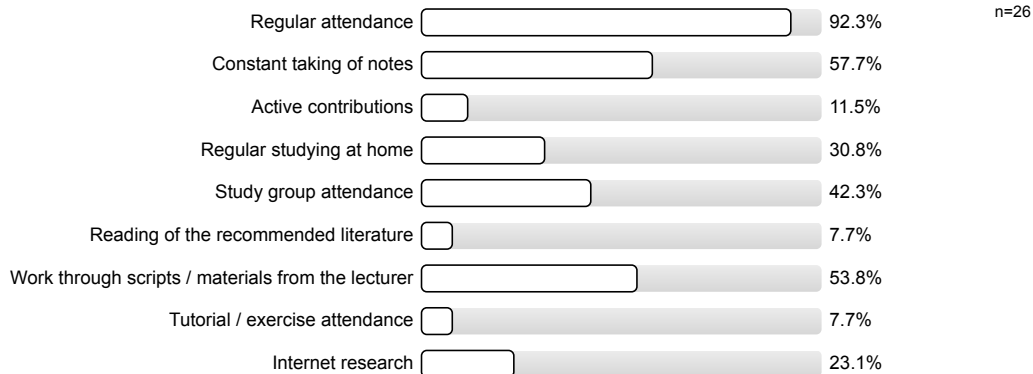 n=26
Regular attendance 92.3%
Constant taking of notes 57.7%
Active contributions 11.5%
Regular studying at home 30.8%
Study group attendance 42.3%
Reading of the recommended literature 7.7%
Work through scripts / materials from the lecturer 53.8%
Tutorial / exercise attendance 7.7%
Internet research 23.1%